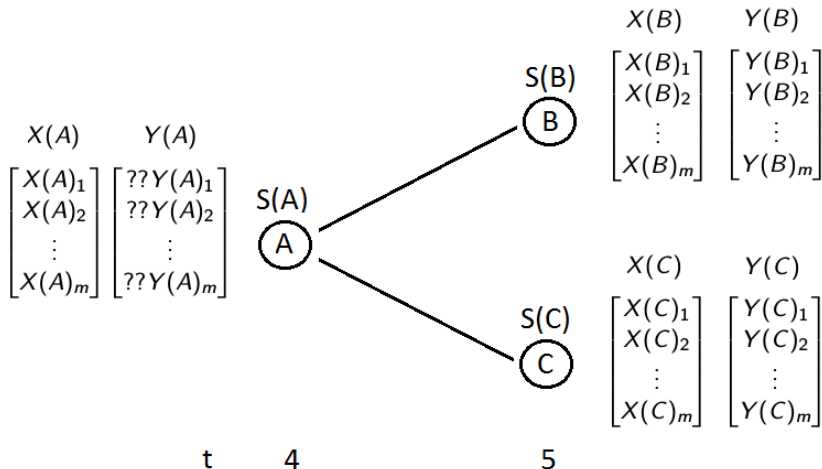 X(B) Y(B)
S(B)
X(B)₁ Y(B)₁
X(B)₂ Y(B)₂
B
⋮ ⋮
X(B)ₘ Y(B)ₘ
X(A) Y(A)
X(A)₁ ??Y(A)₁
X(A)₂ ??Y(A)₂
⋮ ⋮
X(A)ₘ ??Y(A)ₘ
S(A)
A
X(C) Y(C)
S(C)
X(C)₁ Y(C)₁
X(C)₂ Y(C)₂
C
⋮ ⋮
X(C)ₘ Y(C)ₘ
t 4 5